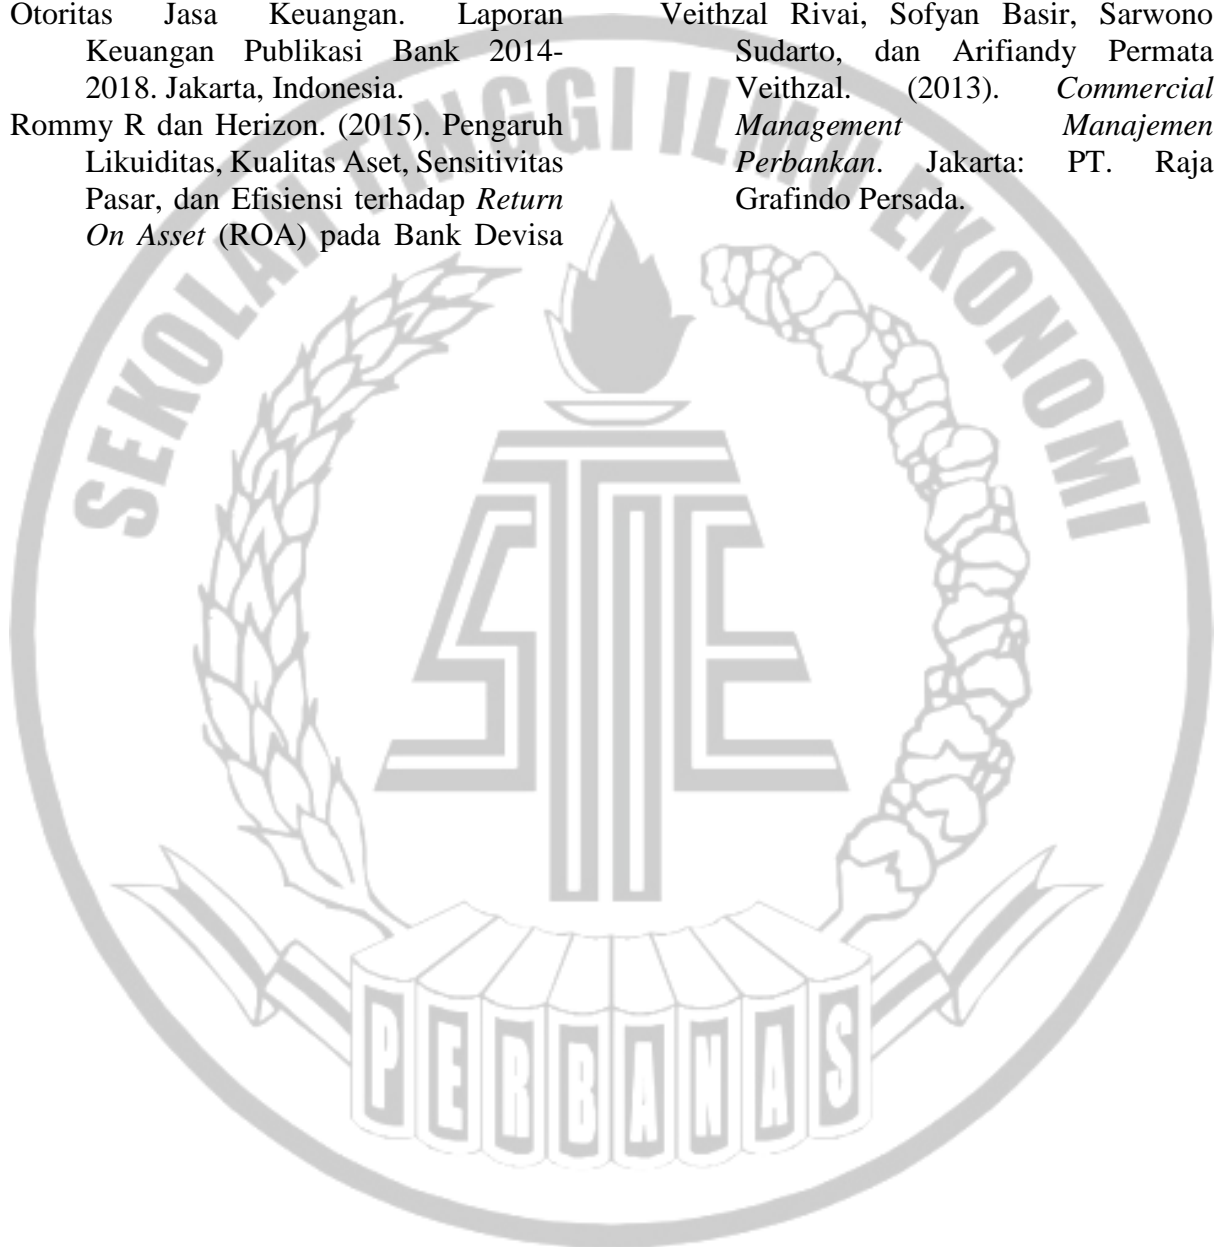 Otoritas Jasa Keuangan. Laporan
Keuangan Publikasi Bank 2014-
2018. Jakarta, Indonesia.
Rommy R dan Herizon. (2015). Pengaruh
Likuiditas, Kualitas Aset, Sensitivitas
Pasar, dan Efisiensi terhadap Return
On Asset (ROA) pada Bank Devisa
Veithzal Rivai, Sofyan Basir, Sarwono
Sudarto, dan Arifiandy Permata
Veithzal. (2013). Commercial
Management Manajemen
Perbankan. Jakarta: PT. Raja
Grafindo Persada.
SEKOLAH TINGGI ILMU EKONOMI
STIE
PERBANAS